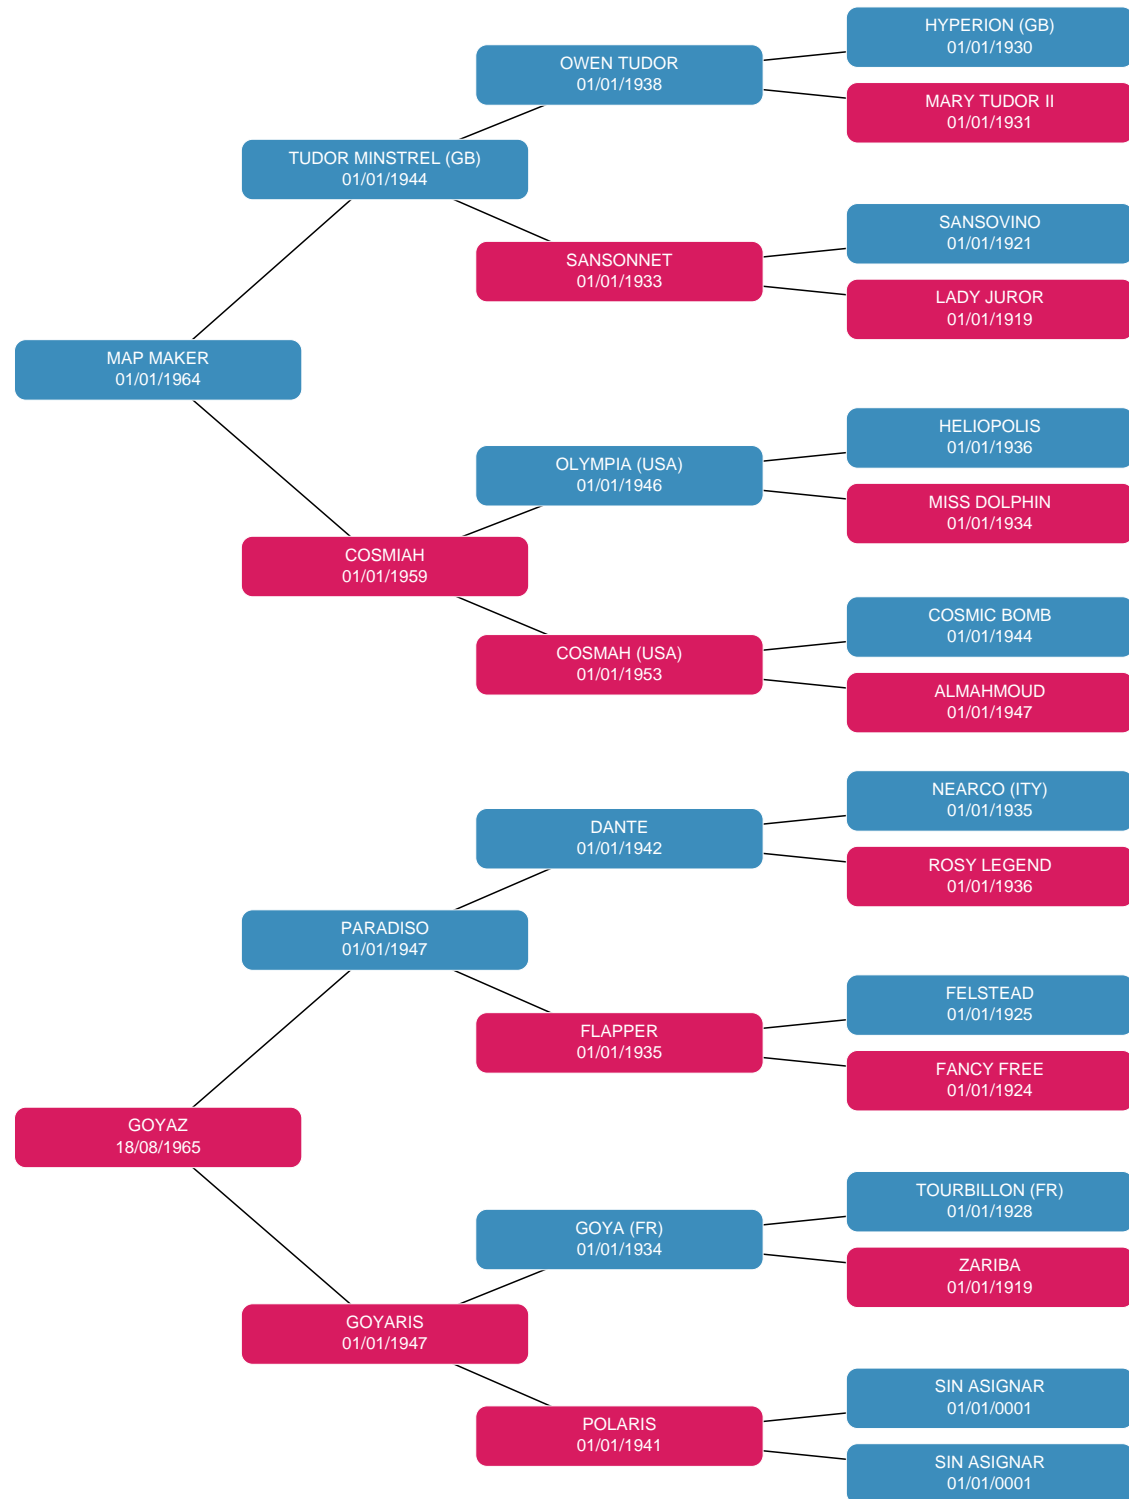 HYPERION (GB)
01/01/1930
OWEN TUDOR
01/01/1938
MARY TUDOR II
01/01/1931
TUDOR MINSTREL (GB)
01/01/1944
SANSOVINO
01/01/1921
SANSONNET
01/01/1933
LADY JUROR
01/01/1919
MAP MAKER
01/01/1964
HELIOPOLIS
01/01/1936
OLYMPIA (USA)
01/01/1946
MISS DOLPHIN
01/01/1934
COSMIAH
01/01/1959
COSMIC BOMB
01/01/1944
COSMAH (USA)
01/01/1953
ALMAHMOUD
01/01/1947
NEARCO (ITY)
01/01/1935
DANTE
01/01/1942
ROSY LEGEND
01/01/1936
PARADISO
01/01/1947
FELSTEAD
01/01/1925
FLAPPER
01/01/1935
FANCY FREE
01/01/1924
GOYAZ
18/08/1965
TOURBILLON (FR)
01/01/1928
GOYA (FR)
01/01/1934
ZARIBA
01/01/1919
GOYARIS
01/01/1947
SIN ASIGNAR
01/01/0001
POLARIS
01/01/1941
SIN ASIGNAR
01/01/0001